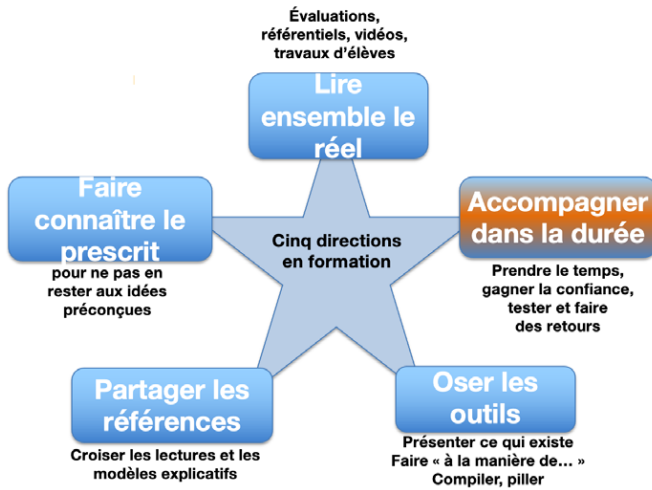 Évaluations,
référentiels, vidéos,
travaux d'élèves
Lire
ensemble le
réel
Faire
connaître le
prescrit
pour ne pas en
rester aux idées
préconçues
Cinq directions
en formation
Accompagner
dans la durée
Prendre le temps,
gagner la confiance,
tester et faire
des retours
Partager les
références
Croiser les lectures et les
modèles explicatifs
Oser les
outils
Présenter ce qui existe
Faire « à la manière de... »
Compiler, piller